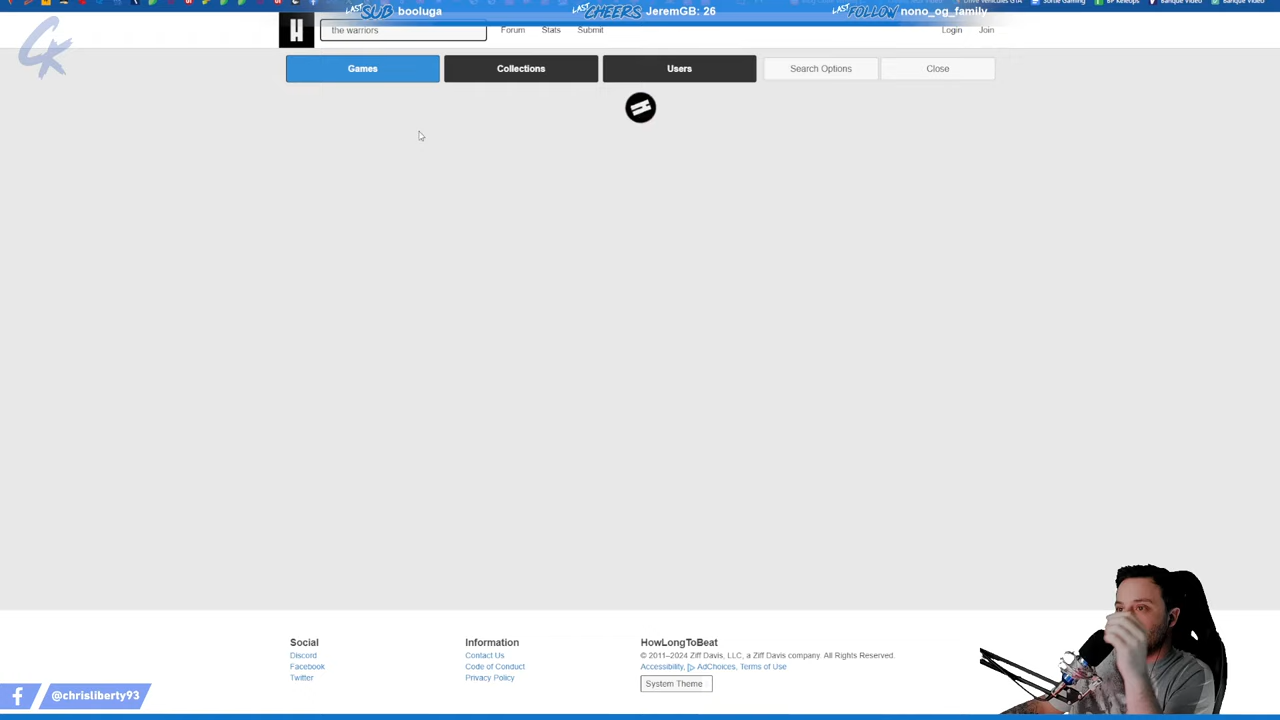 LAST SUB booluga
LAST CHEERS JeremGB: 26
LAST FOLLOW nono_og_family
CK
H
the warriors
Forum
Stats
Submit
Login
Join
Games
Collections
Users
Search Options
Close
Social
Discord
Facebook
Twitter
Information
Contact Us
Code of Conduct
Privacy Policy
HowLongToBeat
© 2011–2024 Ziff Davis, LLC, a Ziff Davis company. All Rights Reserved.
Accessibility, AdChoices, Terms of Use
System Theme
@chrisliberty93